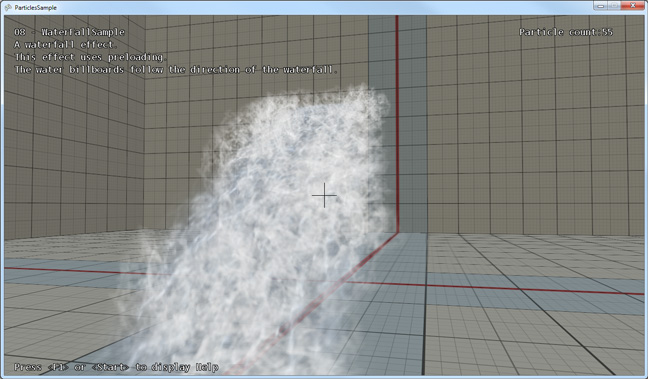 ParticlesSample
08 - WaterFallSample
Particle count:55
A waterfall effect.
This effect uses preloading.
The water billboards follow the direction of the waterfall.
Press <F1> or <Start> to display Help